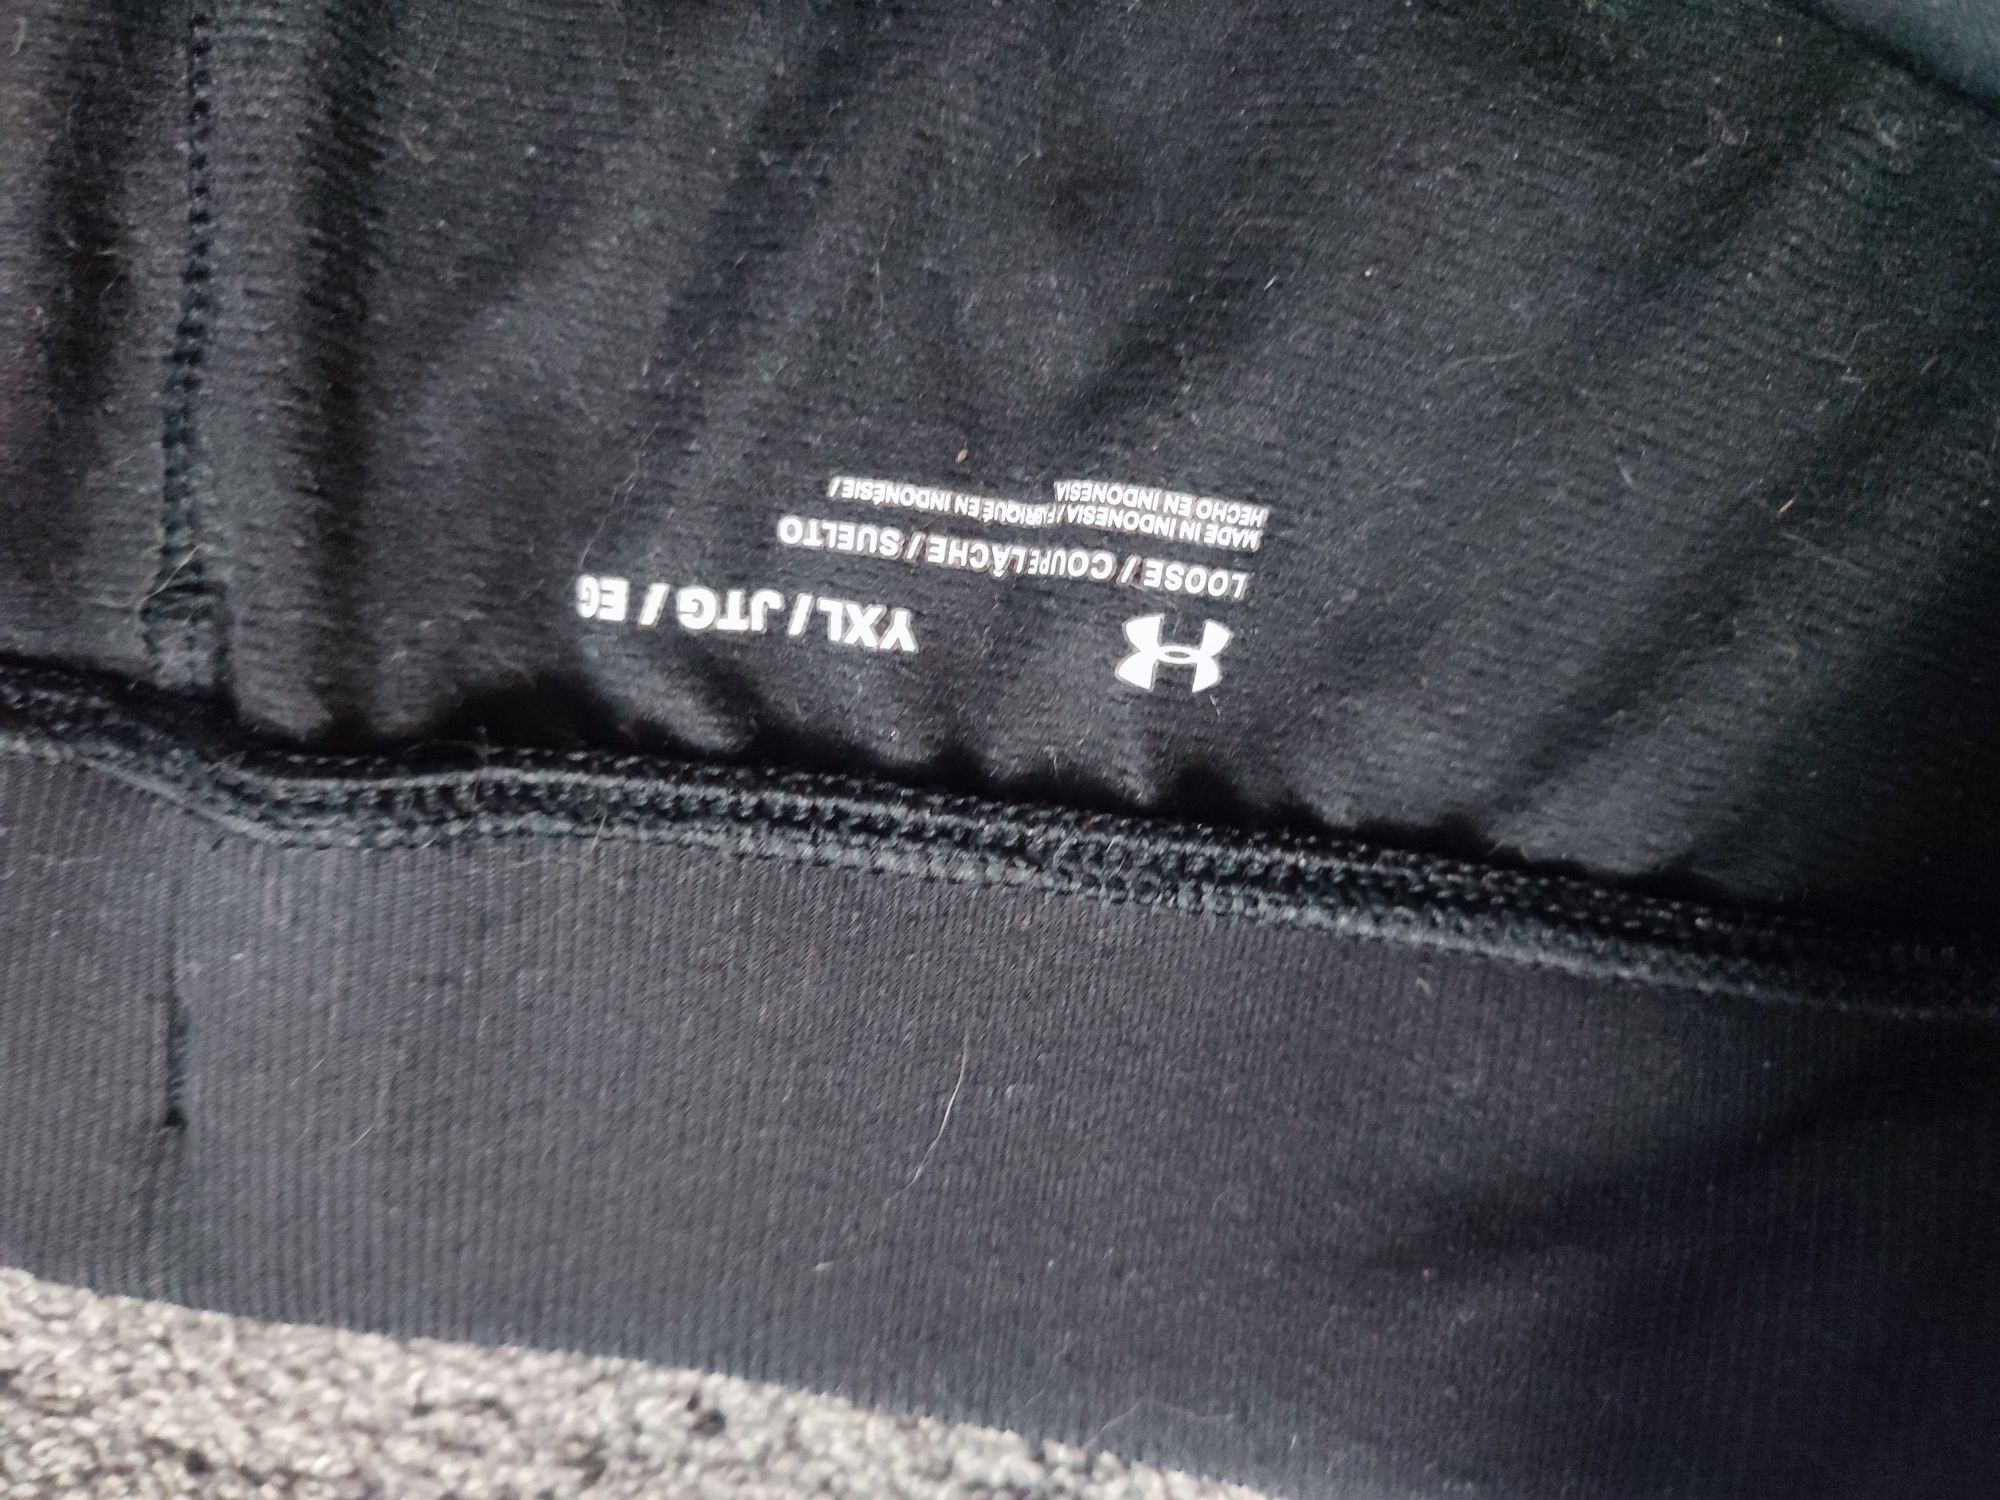 YXL / JTG / EG
LOOSE / COUPE LÂCHE / SUELTO
MADE IN INDONESIA / FABRIQUÉ EN INDONÉSIE /
HECHO EN INDONESIA